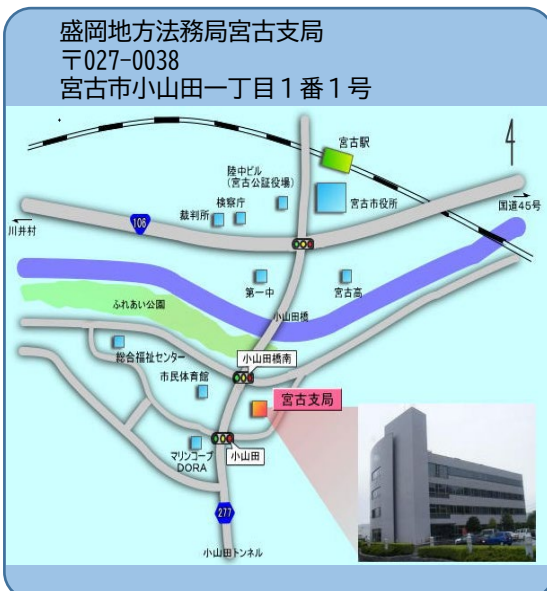 盛岡地方法務局宮古支局
〒027-0038
宮古市小山田一丁目１番１号
宮古駅
陸中ビル
(宮古公証役場)
検察庁
裁判所
宮古市役所
国道45号
106
川井村
第一中
宮古高
ふれあい公園
小山田橋
総合福祉センター
小山田橋南
市民体育館
宮古支局
マリンコープ
DORA
小山田
277
小山田トンネル